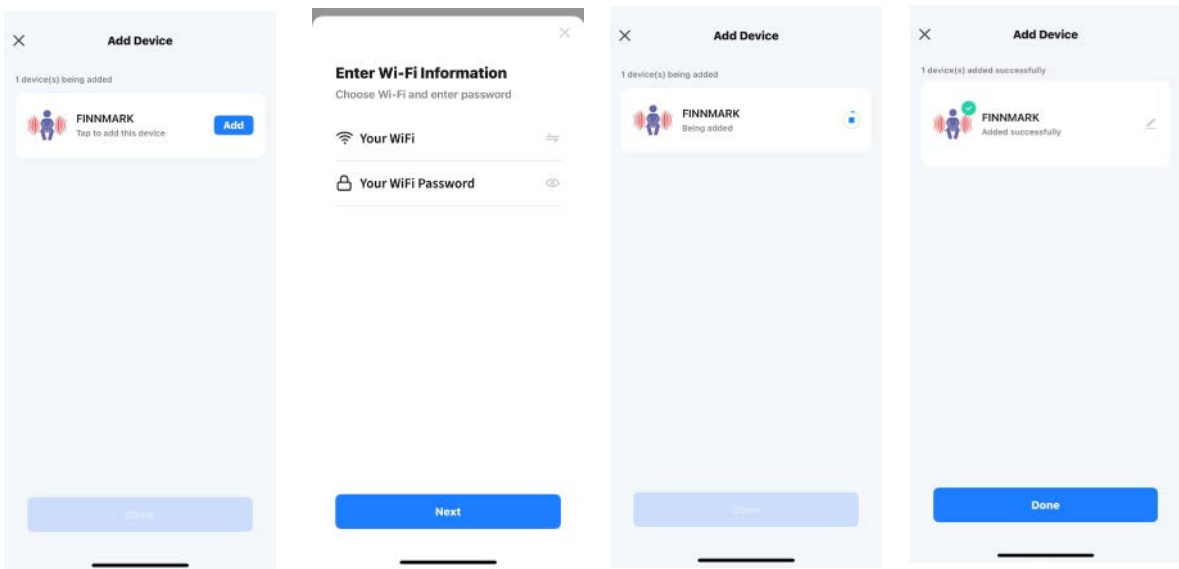 Add Device
1 device(s) being added
FINNMARK
Tap to add this device
Add
Done
Enter Wi-Fi Information
Choose Wi-Fi and enter password
Your WiFi
Your WiFi Password
Next
Add Device
1 device(s) being added
FINNMARK
Being added
Done
Add Device
1 device(s) added successfully
FINNMARK
Added successfully
Done